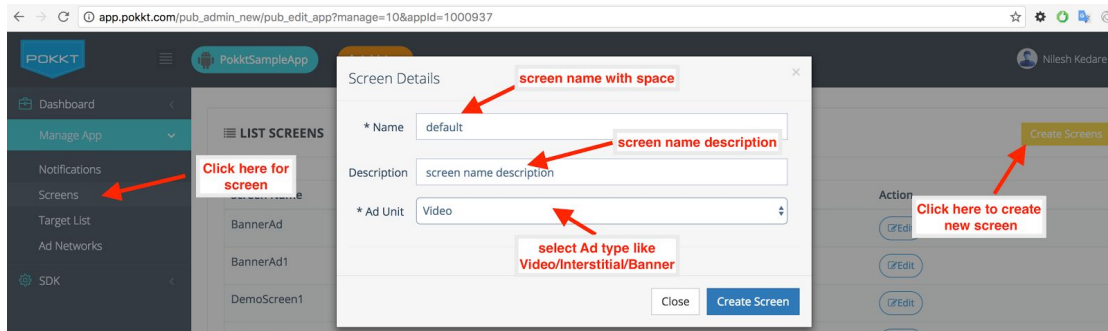 app.pokkt.com/pub_admin_new/pub_edit_app?manage=10&appId=1000937
POKKT
PokktSampleApp
Nilesh Kedare
Screen Details
screen name with space
×
Dashboard
Manage App
LIST SCREENS
* Name
default
Create Screens
screen name description
Notifications
Click here for
screen
Description
screen name description
Screens
Action
Target List
BannerAd
* Ad Unit
Video
Edit
Click here to create
new screen
Ad Networks
select Ad type like
Video/Interstitial/Banner
BannerAd1
Edit
SDK
DemoScreen1
Close
Create Screen
Edit